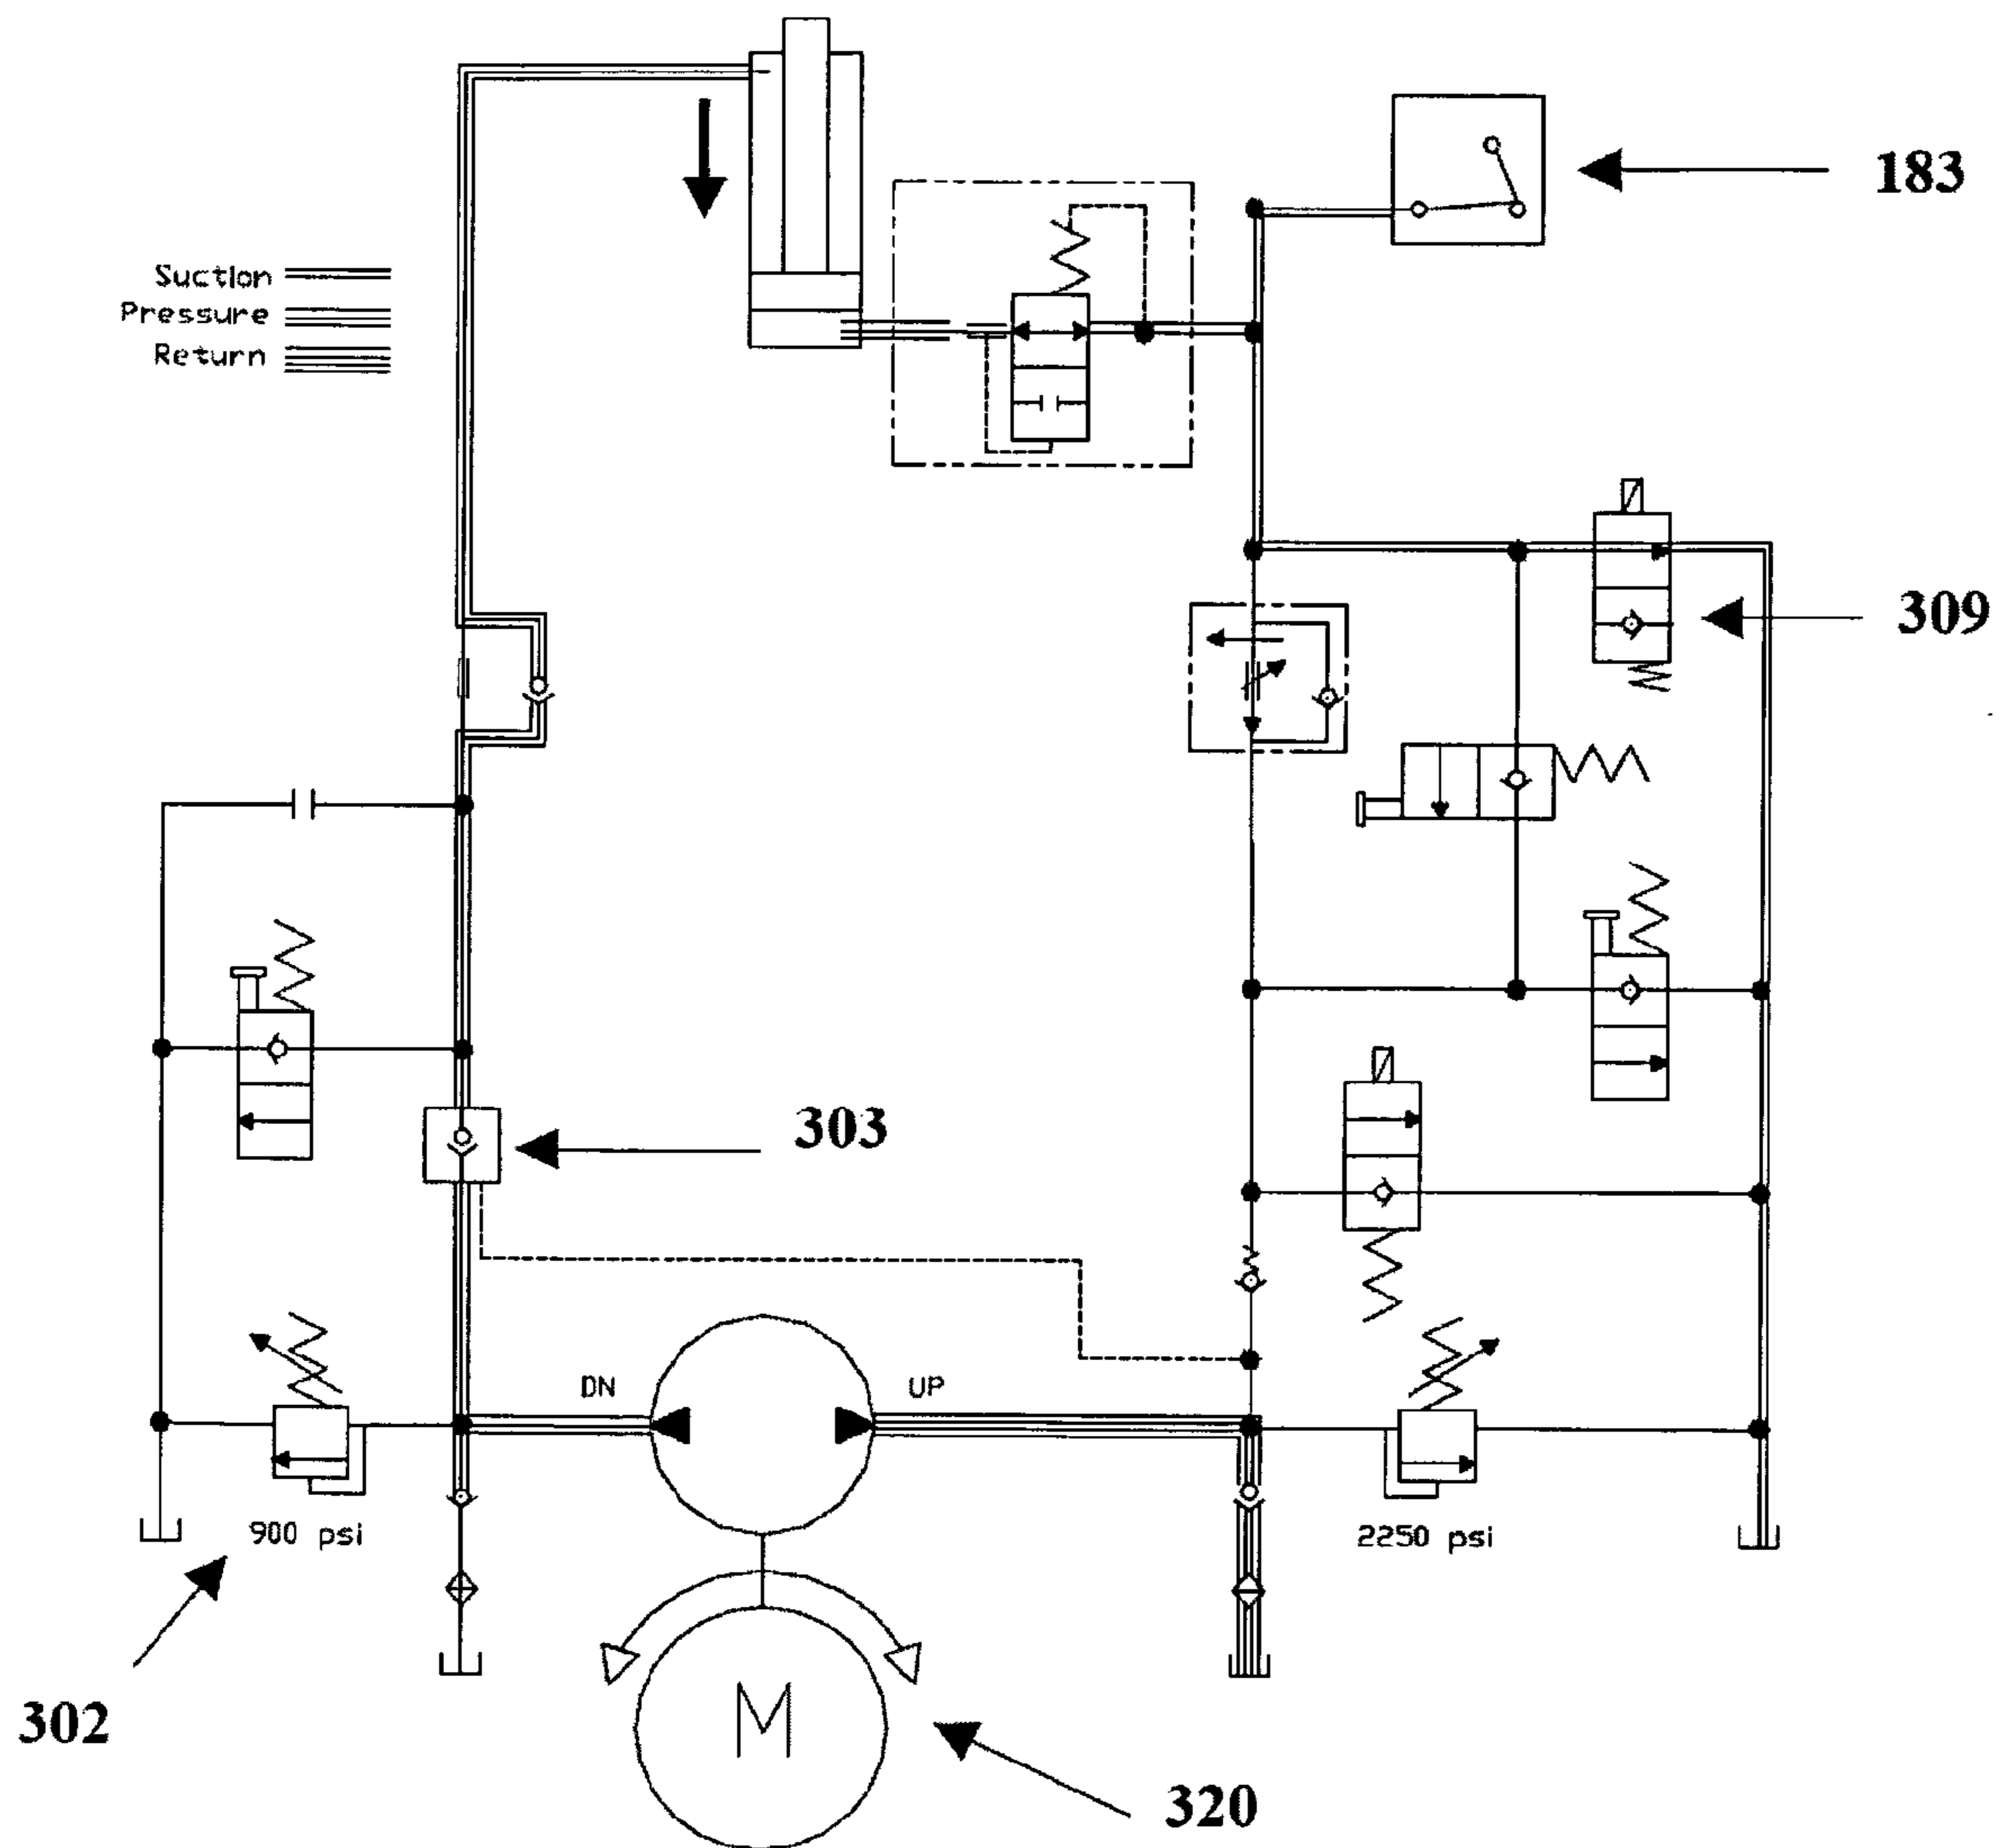 183
Suction
Pressure
Return
309
303
DN
UP
900 psi
2250 psi
302
M
320